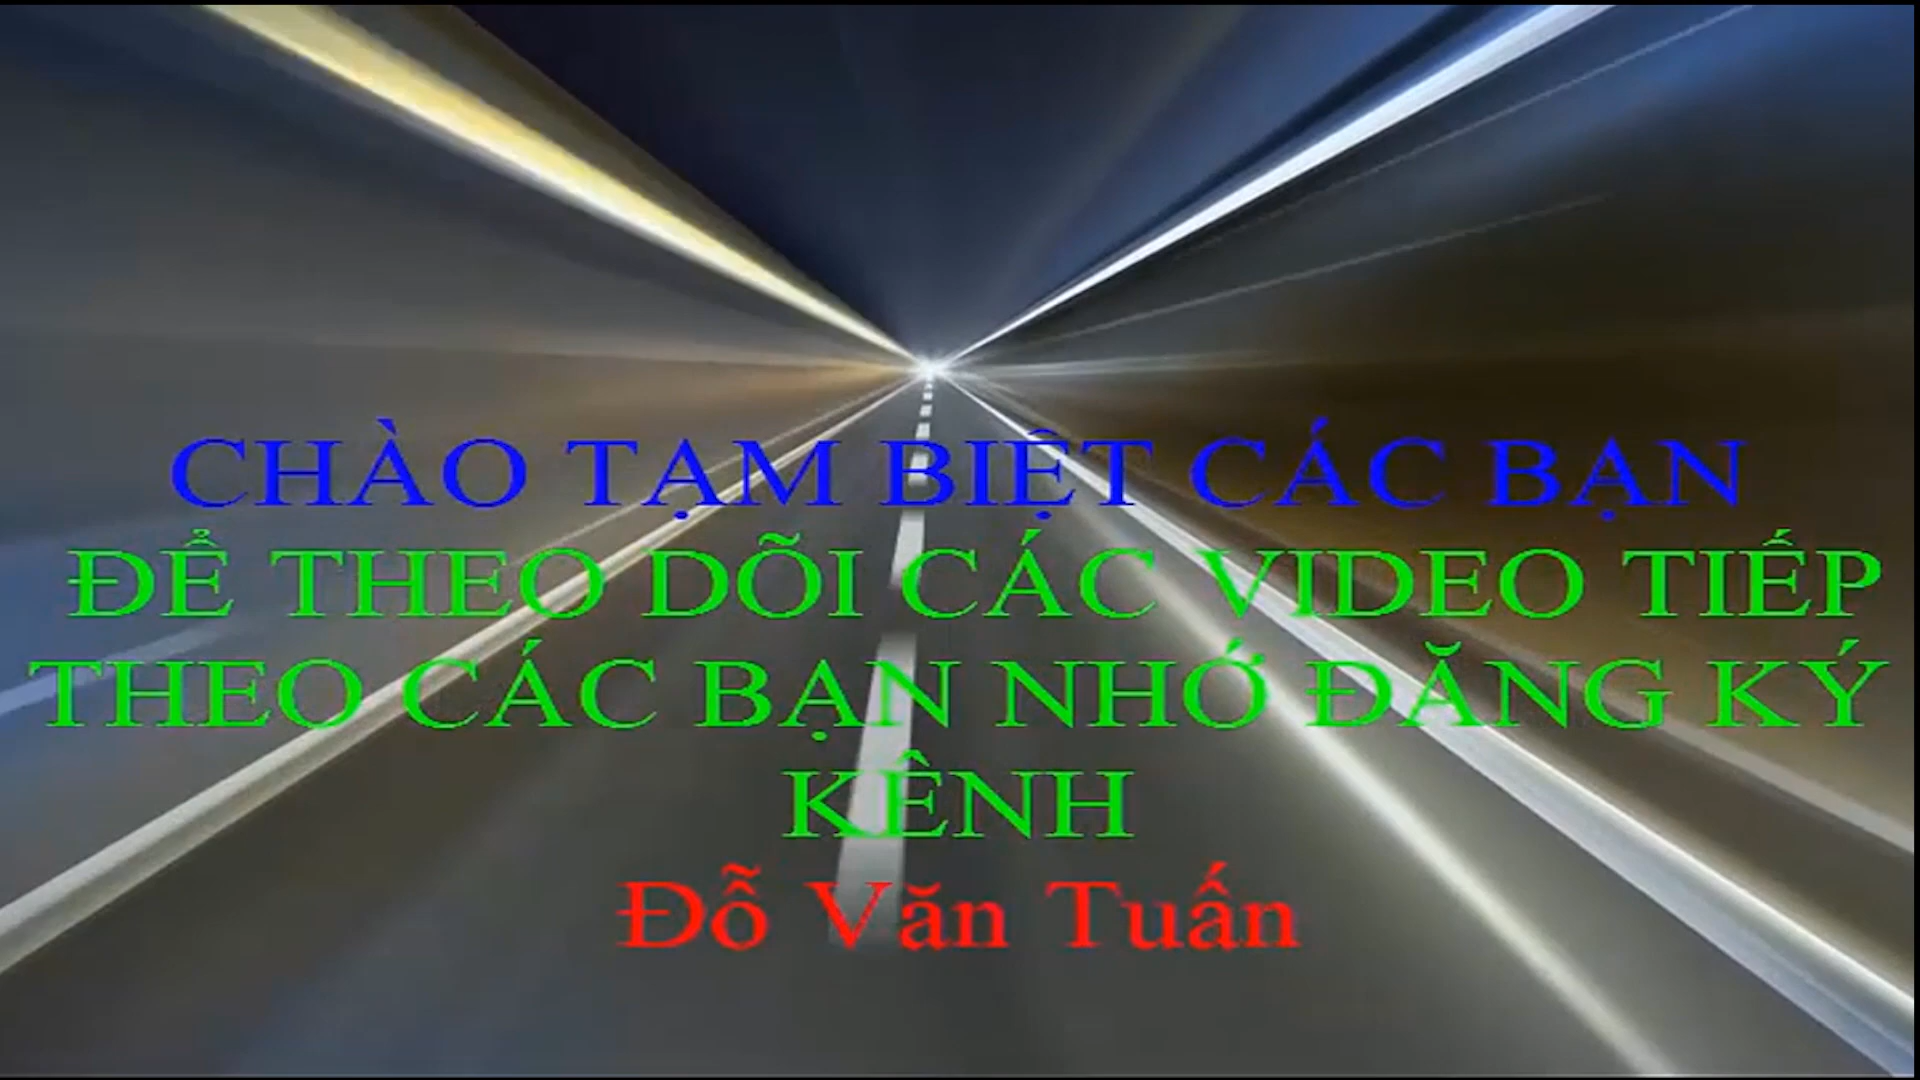 CHÀO TẠM BIỆT CÁC BẠN
ĐỂ THEO DÕI CÁC VIDEO TIẾP
THEO CÁC BẠN NHỚ ĐĂNG KÝ
KÊNH
Đỗ Văn Tuấn